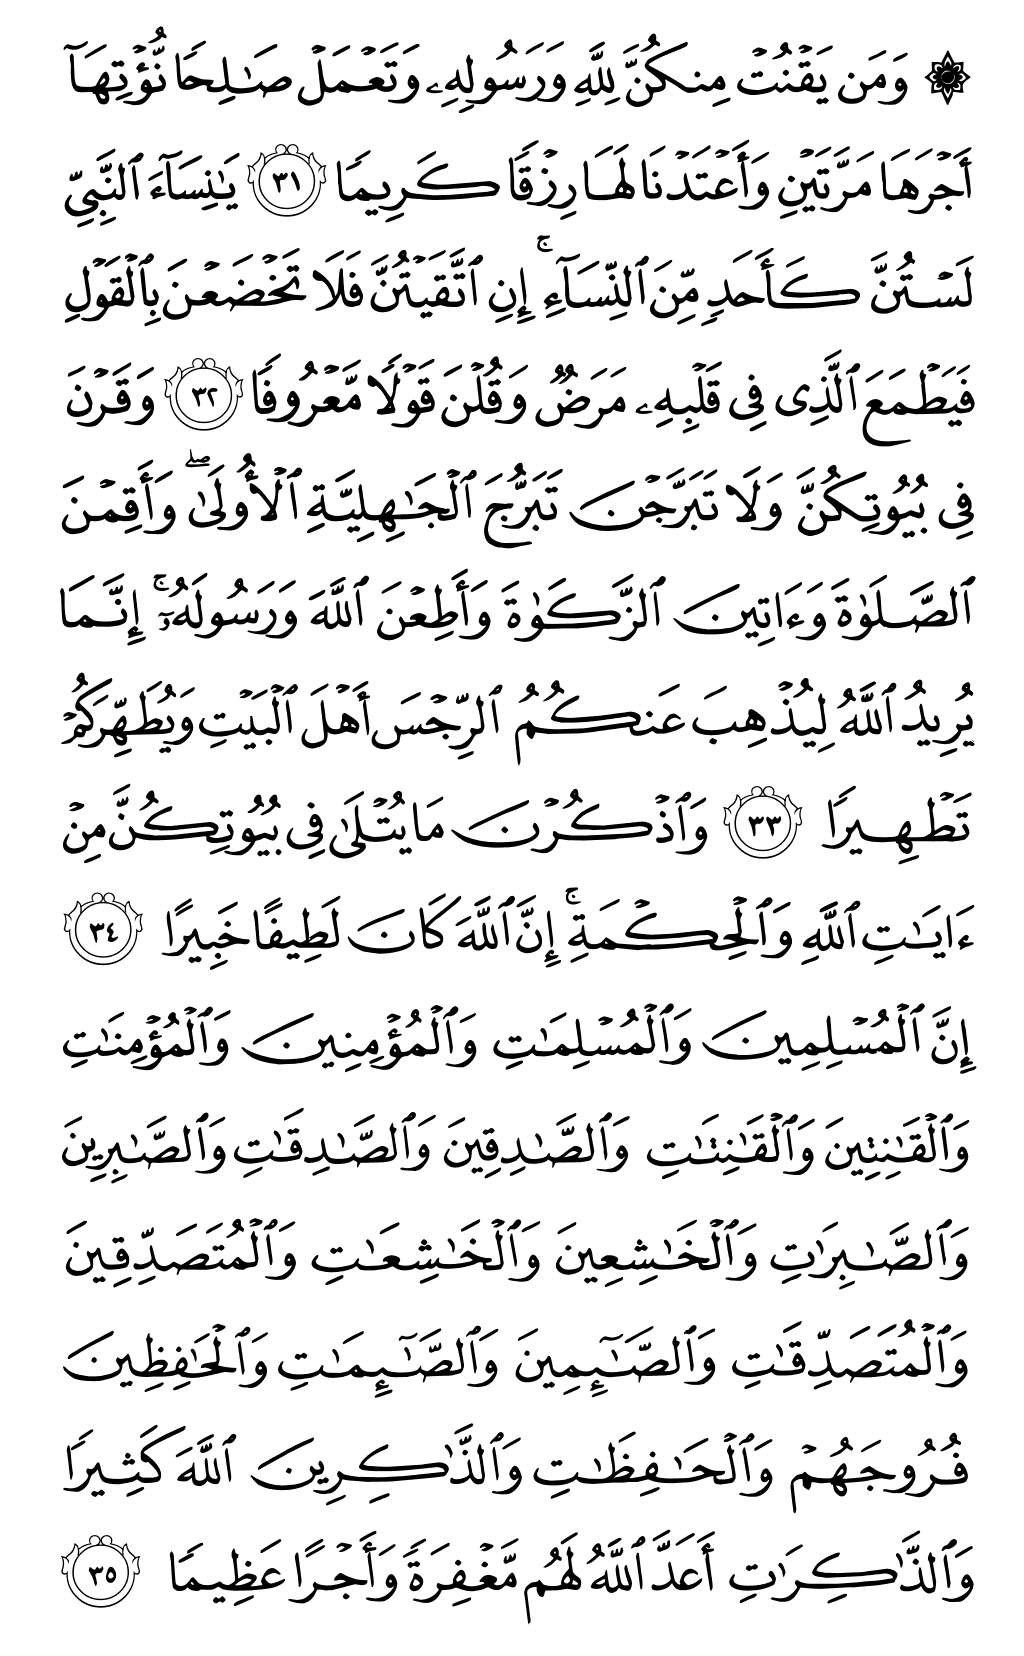 ۞ وَمَن يَقْنُتْ مِنكُنَّ لِلَّهِ وَرَسُولِهِۦ وَتَعْمَلْ صَـٰلِحًا نُّؤْتِهَآ
أَجْرَهَا مَرَّتَيْنِ وَأَعْتَدْنَا لَهَا رِزْقًا كَرِيمًا ٣١ يَـٰنِسَآءَ ٱلنَّبِيِّ
لَسْتُنَّ كَأَحَدٍ مِّنَ ٱلنِّسَآءِ ۚ إِنِ ٱتَّقَيْتُنَّ فَلَا تَخْضَعْنَ بِٱلْقَوْلِ
فَيَطْمَعَ ٱلَّذِى فِى قَلْبِهِۦ مَرَضٌ وَقُلْنَ قَوْلًا مَّعْرُوفًا ٣٢ وَقَرْنَ
فِى بُيُوتِكُنَّ وَلَا تَبَرَّجْنَ تَبَرُّجَ ٱلْجَـٰهِلِيَّةِ ٱلْأُولَىٰ ۖ وَأَقِمْنَ
ٱلصَّلَوٰةَ وَءَاتِينَ ٱلزَّكَوٰةَ وَأَطِعْنَ ٱللَّهَ وَرَسُولَهُۥٓ ۚ إِنَّمَا
يُرِيدُ ٱللَّهُ لِيُذْهِبَ عَنكُمُ ٱلرِّجْسَ أَهْلَ ٱلْبَيْتِ وَيُطَهِّرَكُمْ
تَطْهِيرًا ٣٣ وَٱذْكُرْنَ مَا يُتْلَىٰ فِى بُيُوتِكُنَّ مِنْ
ءَايَـٰتِ ٱللَّهِ وَٱلْحِكْمَةِ ۚ إِنَّ ٱللَّهَ كَانَ لَطِيفًا خَبِيرًا ٣٤
إِنَّ ٱلْمُسْلِمِينَ وَٱلْمُسْلِمَـٰتِ وَٱلْمُؤْمِنِينَ وَٱلْمُؤْمِنَـٰتِ
وَٱلْقَـٰنِتِينَ وَٱلْقَـٰنِتَـٰتِ وَٱلصَّـٰدِقِينَ وَٱلصَّـٰدِقَـٰتِ وَٱلصَّـٰبِرِينَ
وَٱلصَّـٰبِرَٰتِ وَٱلْخَـٰشِعِينَ وَٱلْخَـٰشِعَـٰتِ وَٱلْمُتَصَدِّقِينَ
وَٱلْمُتَصَدِّقَـٰتِ وَٱلصَّـٰٓئِمِينَ وَٱلصَّـٰٓئِمَـٰتِ وَٱلْحَـٰفِظِينَ
فُرُوجَهُمْ وَٱلْحَـٰفِظَـٰتِ وَٱلذَّٰكِرِينَ ٱللَّهَ كَثِيرًا
وَٱلذَّٰكِرَٰتِ أَعَدَّ ٱللَّهُ لَهُم مَّغْفِرَةً وَأَجْرًا عَظِيمًا ٣٥